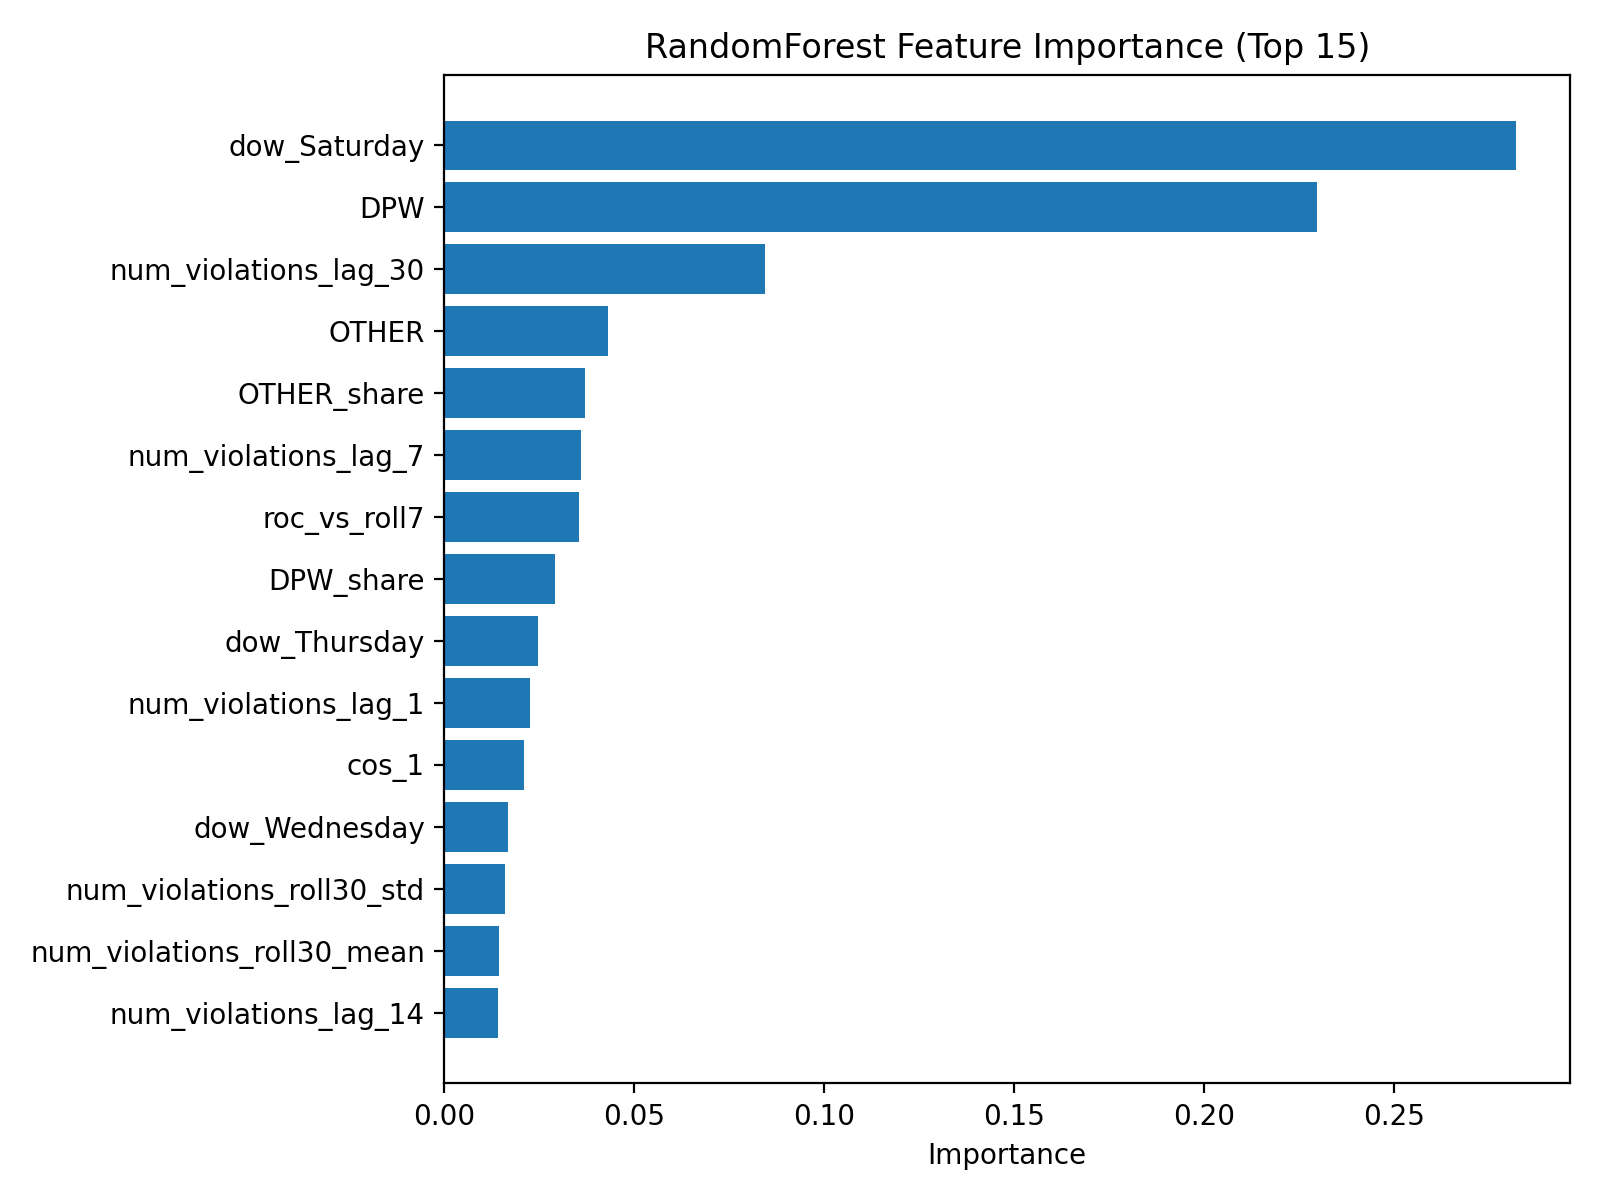 RandomForest Feature Importance (Top 15)
dow_Saturday
DPW
num_violations_lag_30
OTHER
OTHER_share
num_violations_lag_7
roc_vs_roll7
DPW_share
dow_Thursday
num_violations_lag_1
cos_1
dow_Wednesday
num_violations_roll30_std
num_violations_roll30_mean
num_violations_lag_14
0.00 0.05 0.10 0.15 0.20 0.25
Importance